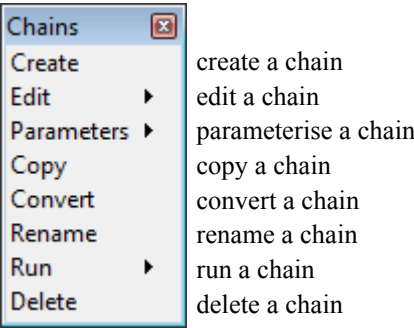 Chains
Create create a chain
Edit edit a chain
Parameters parameterise a chain
Copy copy a chain
Convert convert a chain
Rename rename a chain
Run run a chain
Delete delete a chain